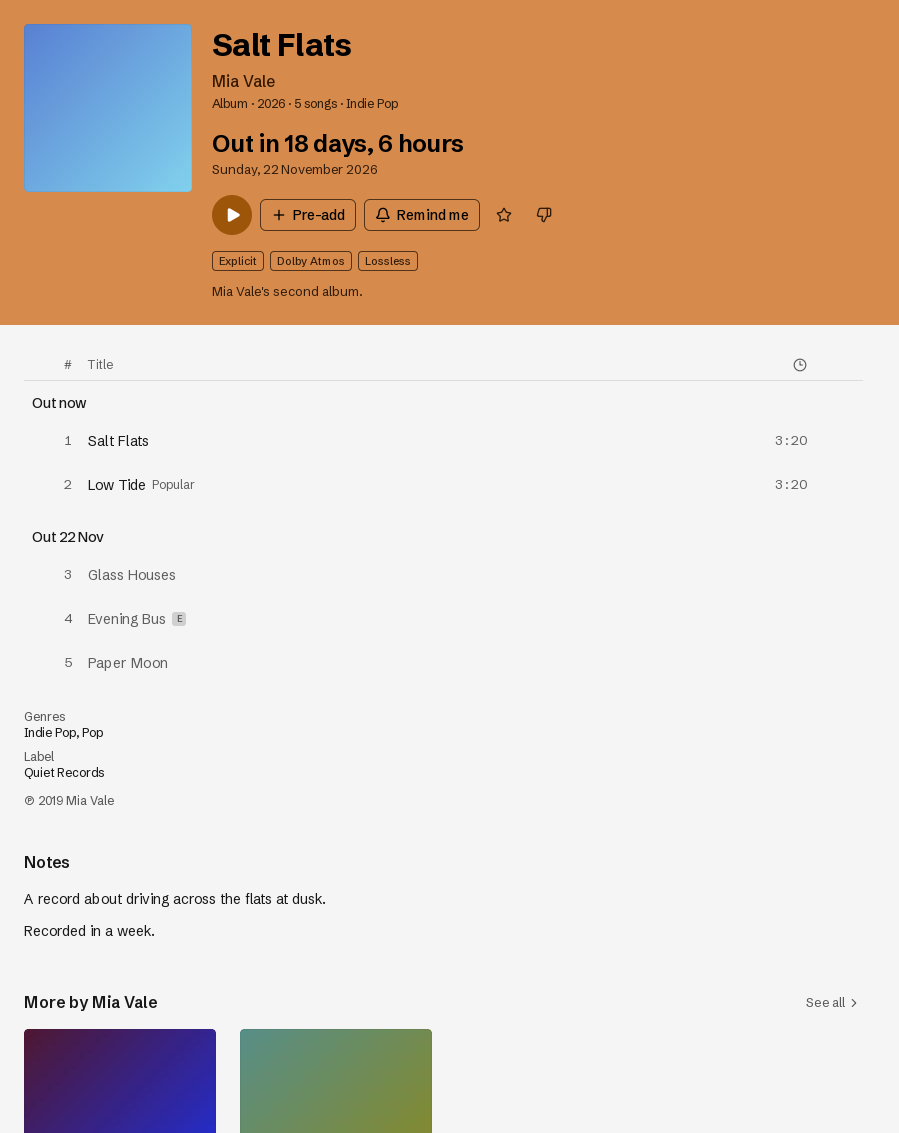 Salt Flats
Mia Vale
Album · 2026 · 5 songs · Indie Pop
Out in 18 days, 6 hours
Sunday, 22 November 2026
Pre-add
Remind me
Explicit
Dolby Atmos
Lossless
Mia Vale's second album.
# Title
Out now
1 Salt Flats 3:20
2 Low Tide Popular 3:20
Out 22 Nov
3 Glass Houses
4 Evening Bus E
5 Paper Moon
Genres
Indie Pop, Pop
Label
Quiet Records
℗ 2019 Mia Vale
Notes
A record about driving across the flats at dusk.
Recorded in a week.
More by Mia Vale
See all